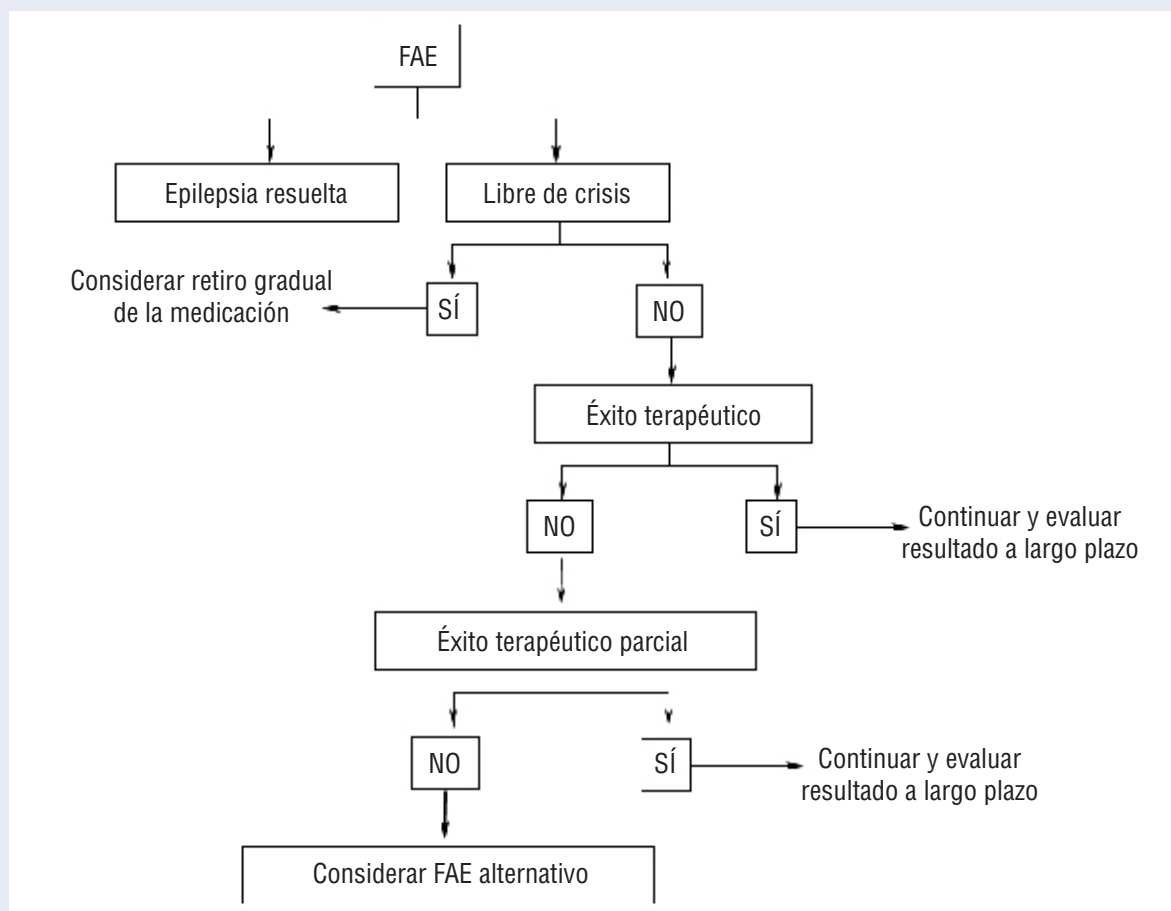 FAE
Epilepsia resuelta
Libre de crisis
Considerar retiro gradual
de la medicación
SÍ
NO
Éxito terapéutico
NO
SÍ
Continuar y evaluar
resultado a largo plazo
Éxito terapéutico parcial
NO
SÍ
Continuar y evaluar
resultado a largo plazo
Considerar FAE alternativo